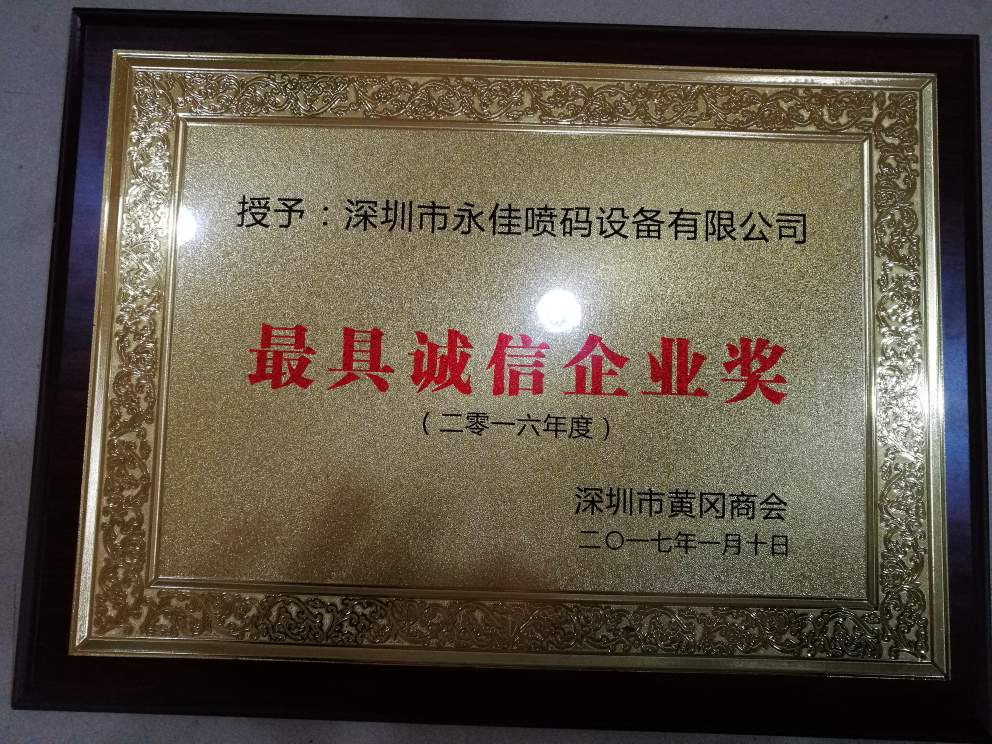 授予：深圳市永佳喷码设备有限公司
最具诚信企业奖
（二零一六年度）
深圳市黄冈商会
二〇一七年一月十日